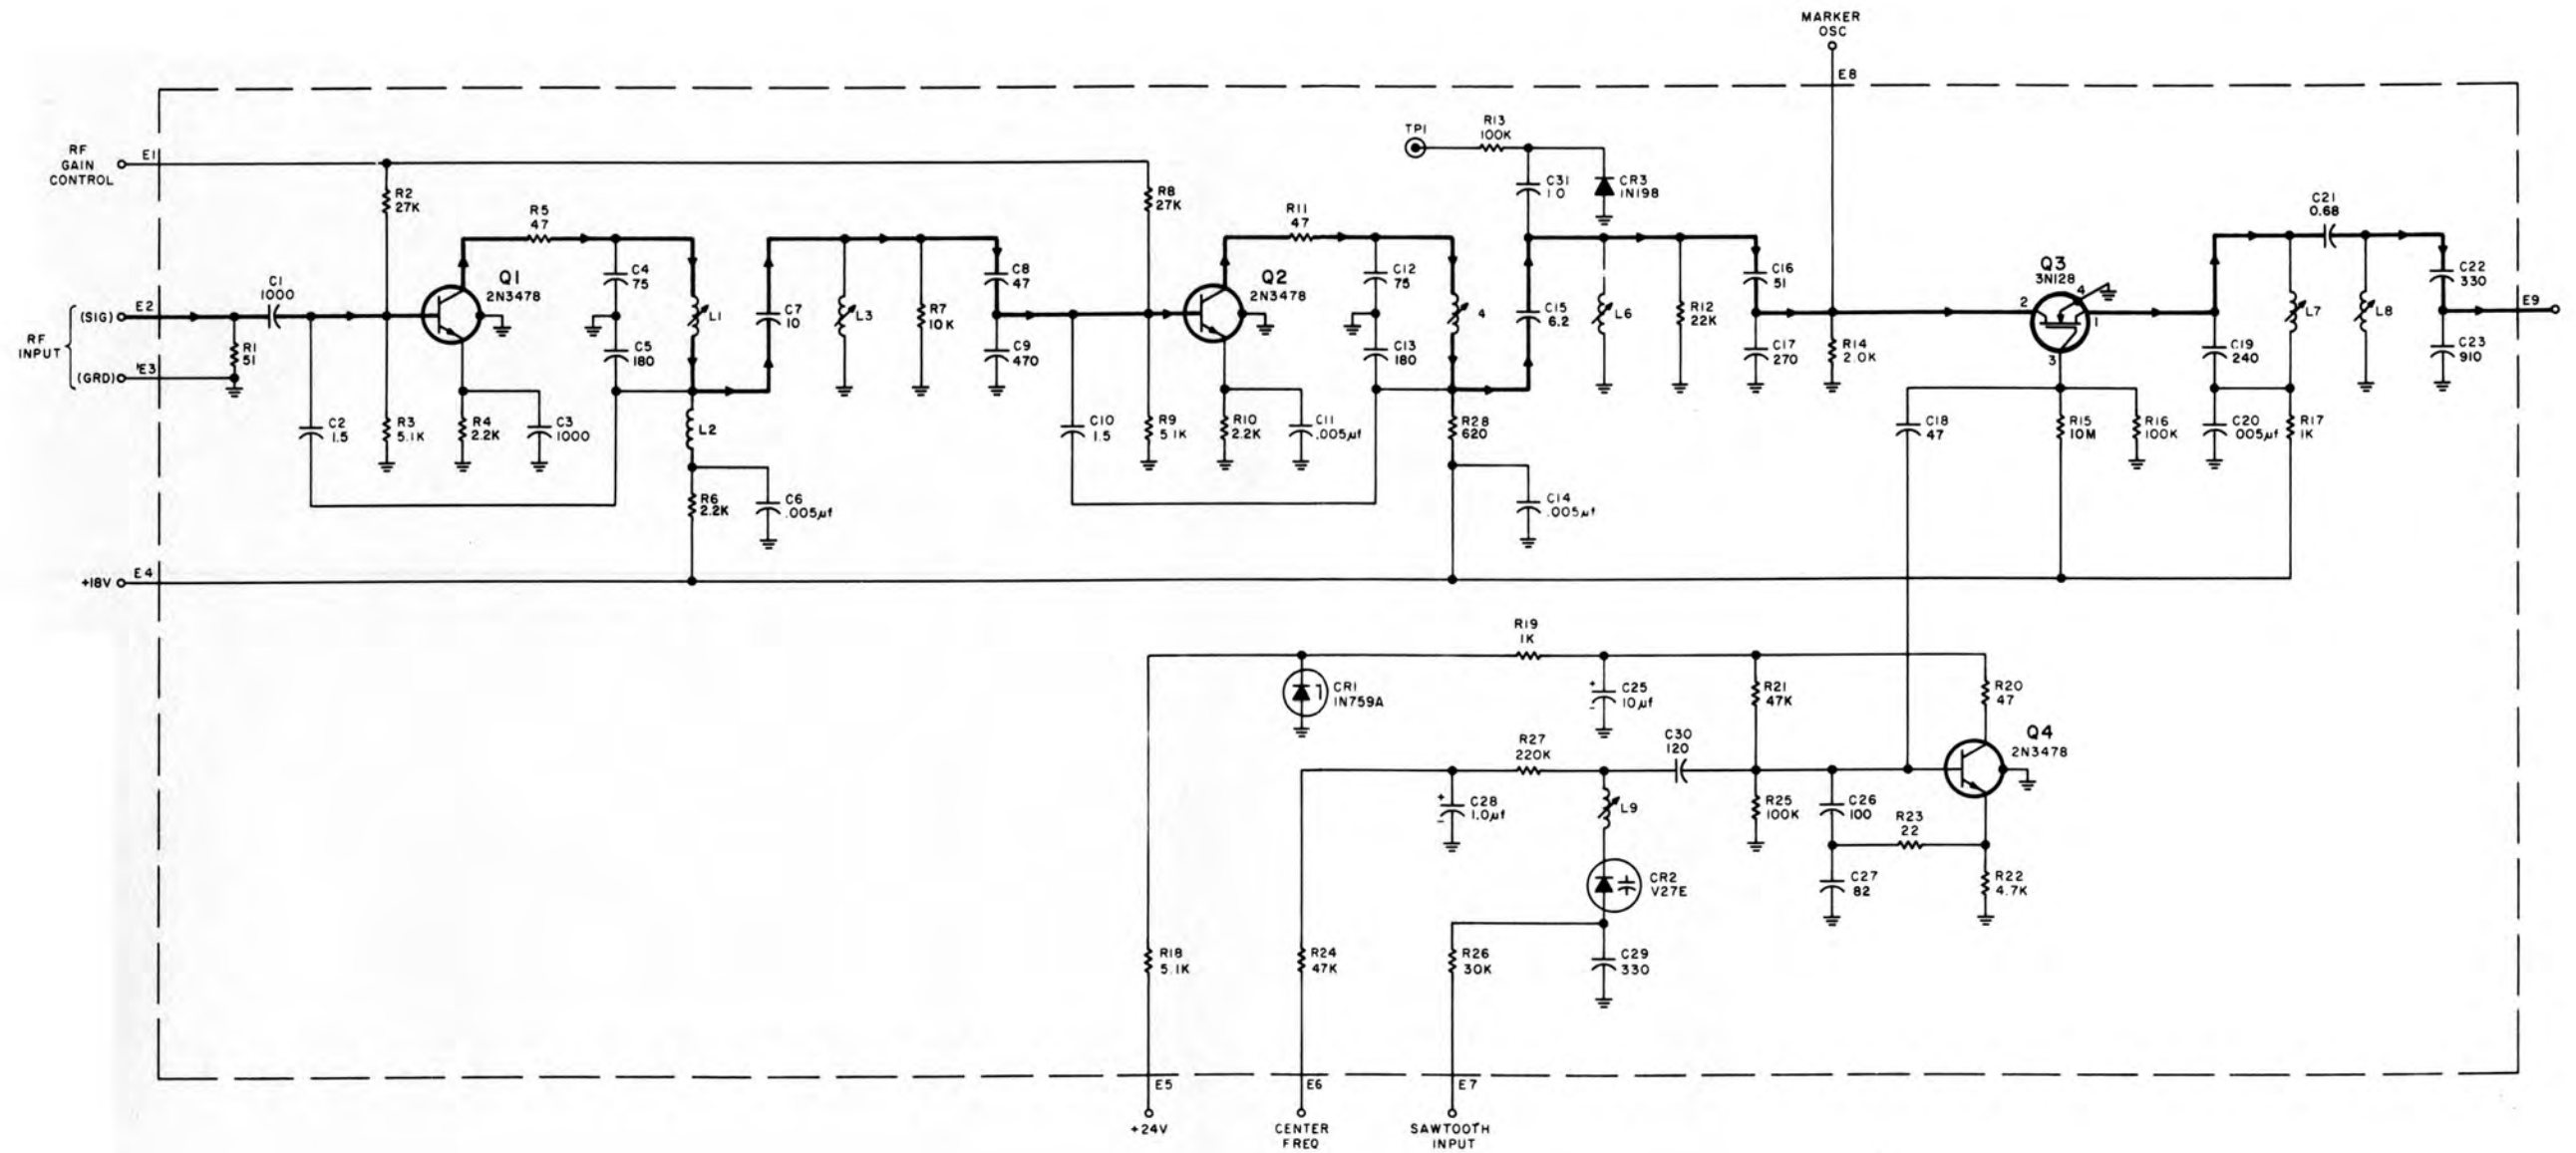 MARKER
OSC
E8
RF
GAIN
CONTROL
E1
R2
27K
R5
47
Q1
2N3478
C4
75
C5
180
L1
C7
10
L3
R7
10K
C8
47
C9
470
R8
27K
R11
47
Q2
2N3478
C12
75
C13
180
4
TP1
R13
100K
C31
1.0
CR3
1N198
C15
6.2
L6
R12
22K
C16
51
C17
270
R14
2.0K
Q3
3N128
4
2
1
3
C21
0.68
L7
L8
C22
330
C23
910
E9
RF
INPUT
(SIG)
E2
(GRD)
E3
R1
51
C1
1000
C2
1.5
R3
5.1K
R4
2.2K
C3
1000
L2
R6
2.2K
C6
.005µf
C10
1.5
R9
5.1K
R10
2.2K
C11
.005µf
R28
620
C14
.005µf
C18
47
R15
10M
R16
100K
C19
240
C20
.005µf
R17
1K
+18V
E4
R19
1K
CR1
1N759A
+
C25
10µf
-
R21
47K
R20
47
Q4
2N3478
R27
220K
C30
120
+
C28
1.0µf
-
L9
R25
100K
C26
100
R23
22
CR2
V27E
C27
82
R22
4.7K
R18
5.1K
R24
47K
R26
30K
C29
330
E5
E6
E7
+24V
CENTER
FREQ
SAWTOOTH
INPUT